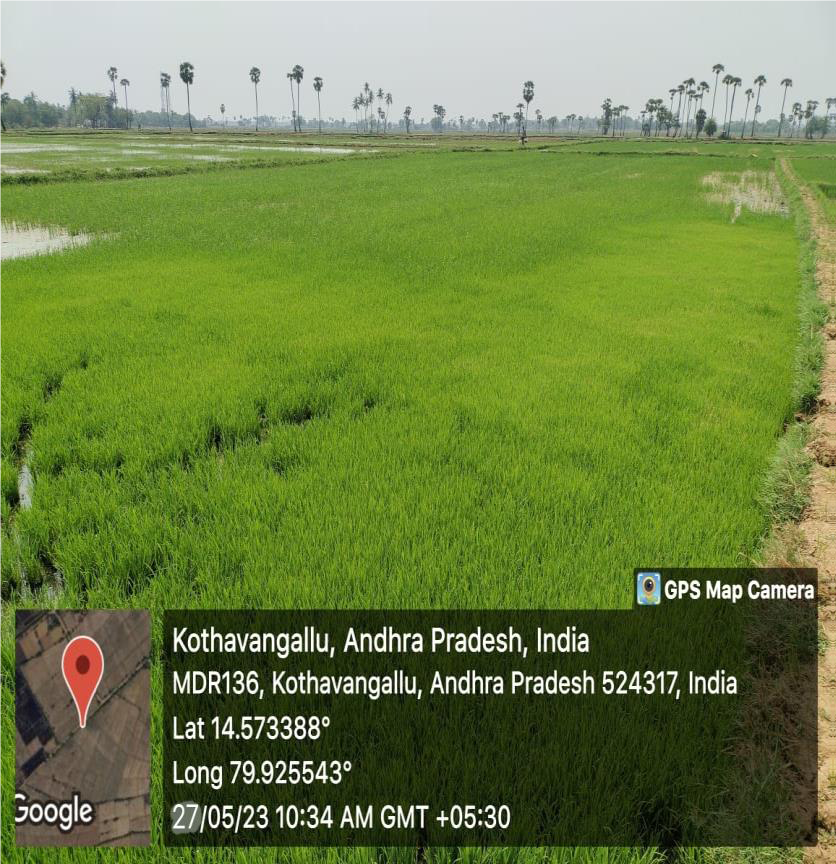 GPS Map Camera
Kothavangallu, Andhra Pradesh, India
MDR136, Kothavangallu, Andhra Pradesh 524317, India
Lat 14.573388°
Long 79.925543°
27/05/23 10:34 AM GMT +05:30
Google